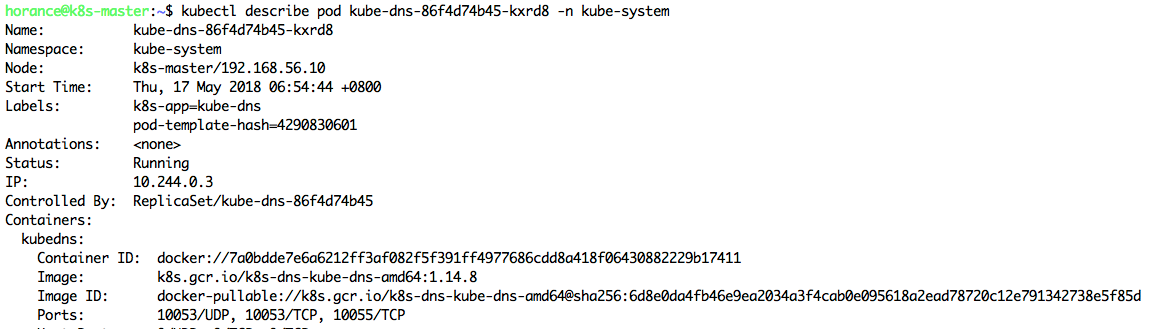 horance@k8s-master:~$ kubectl describe pod kube-dns-86f4d74b45-kxrd8 -n kube-system
Name:           kube-dns-86f4d74b45-kxrd8
Namespace:      kube-system
Node:           k8s-master/192.168.56.10
Start Time:     Thu, 17 May 2018 06:54:44 +0800
Labels:         k8s-app=kube-dns
                pod-template-hash=4290830601
Annotations:    <none>
Status:         Running
IP:             10.244.0.3
Controlled By:  ReplicaSet/kube-dns-86f4d74b45
Containers:
  kubedns:
    Container ID:  docker://7a0bdde7e6a6212ff3af082f5f391ff4977686cdd8a418f06430882229b17411
    Image:         k8s.gcr.io/k8s-dns-kube-dns-amd64:1.14.8
    Image ID:      docker-pullable://k8s.gcr.io/k8s-dns-kube-dns-amd64@sha256:6d8e0da4fb46e9ea2034a3f4cab0e095618a2ead78720c12e791342738e5f85d
    Ports:         10053/UDP, 10053/TCP, 10055/TCP